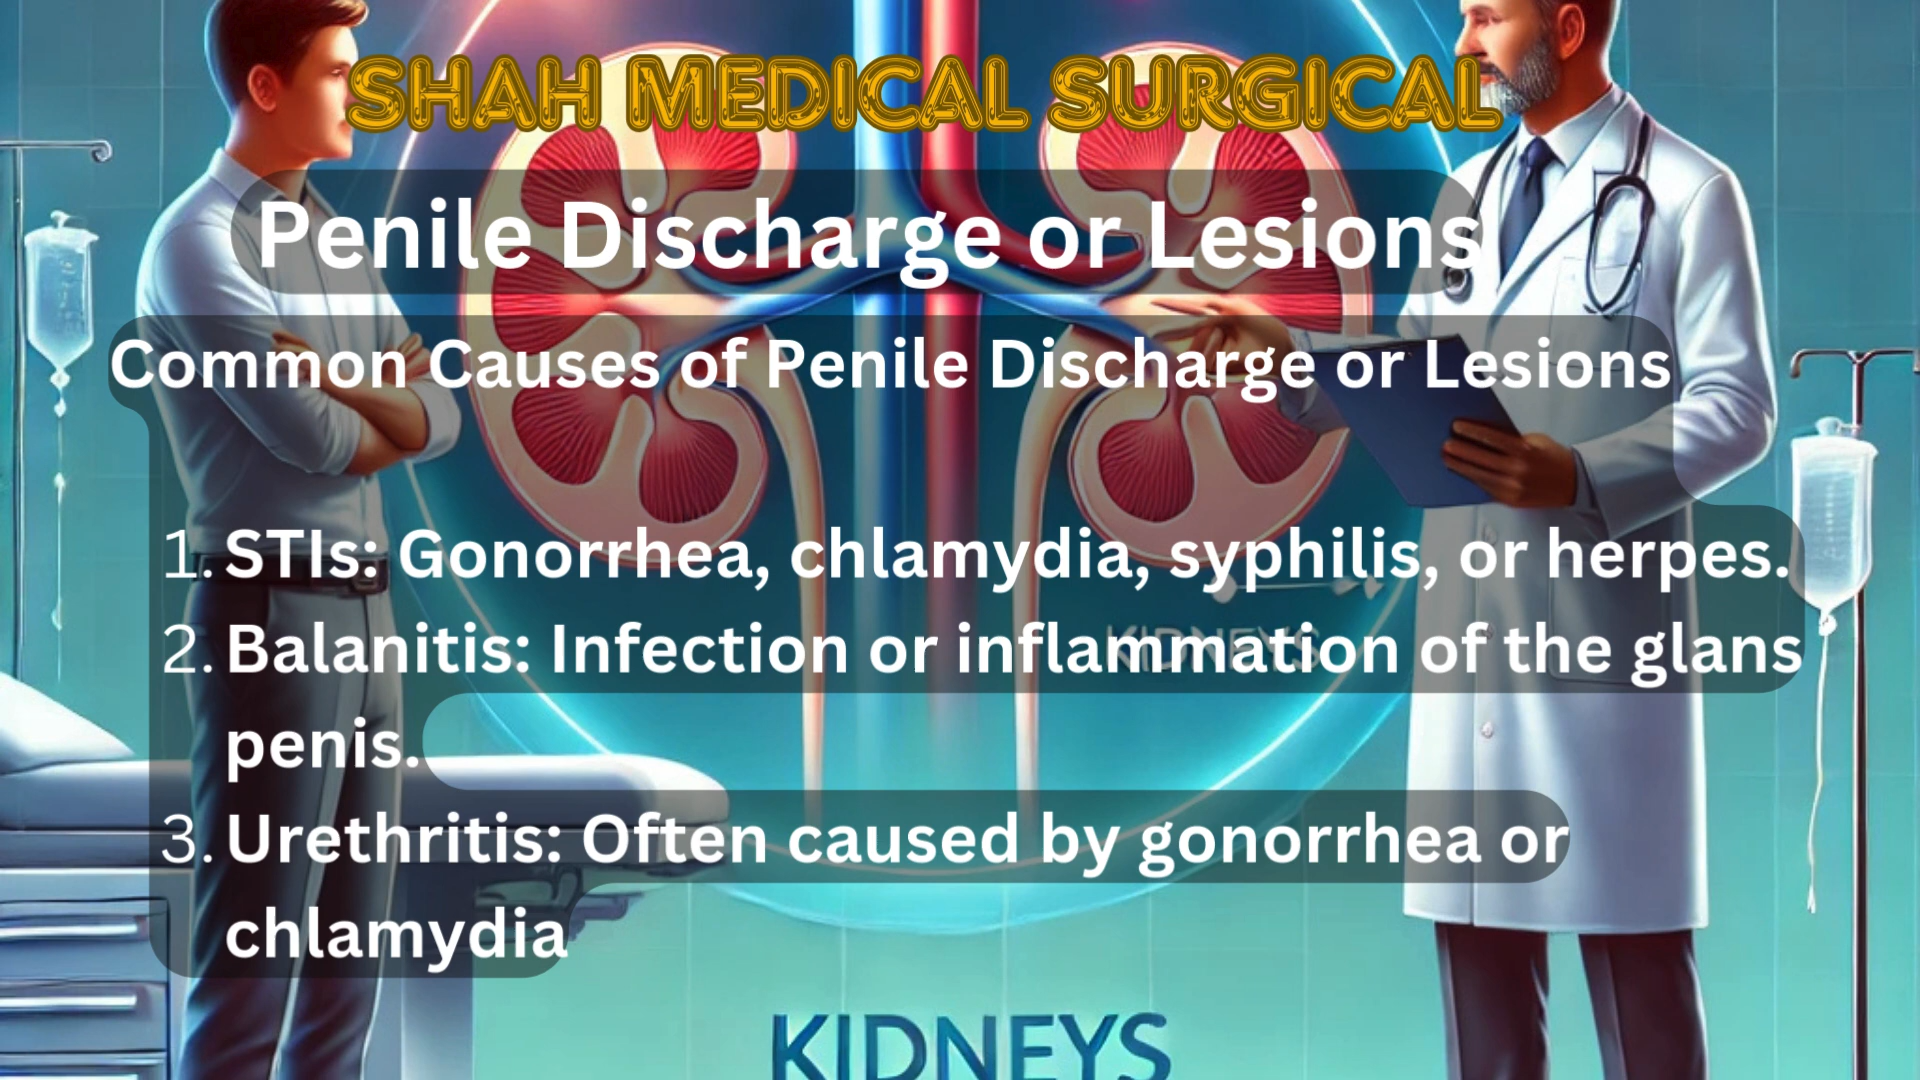 SHAH MEDICAL SURGICAL
Penile Discharge or Lesions
Common Causes of Penile Discharge or Lesions
1. STIs: Gonorrhea, chlamydia, syphilis, or herpes.
2. Balanitis: Infection or inflammation of the glans
penis.
3. Urethritis: Often caused by gonorrhea or
chlamydia
KIDNEYS
KIDNEYS